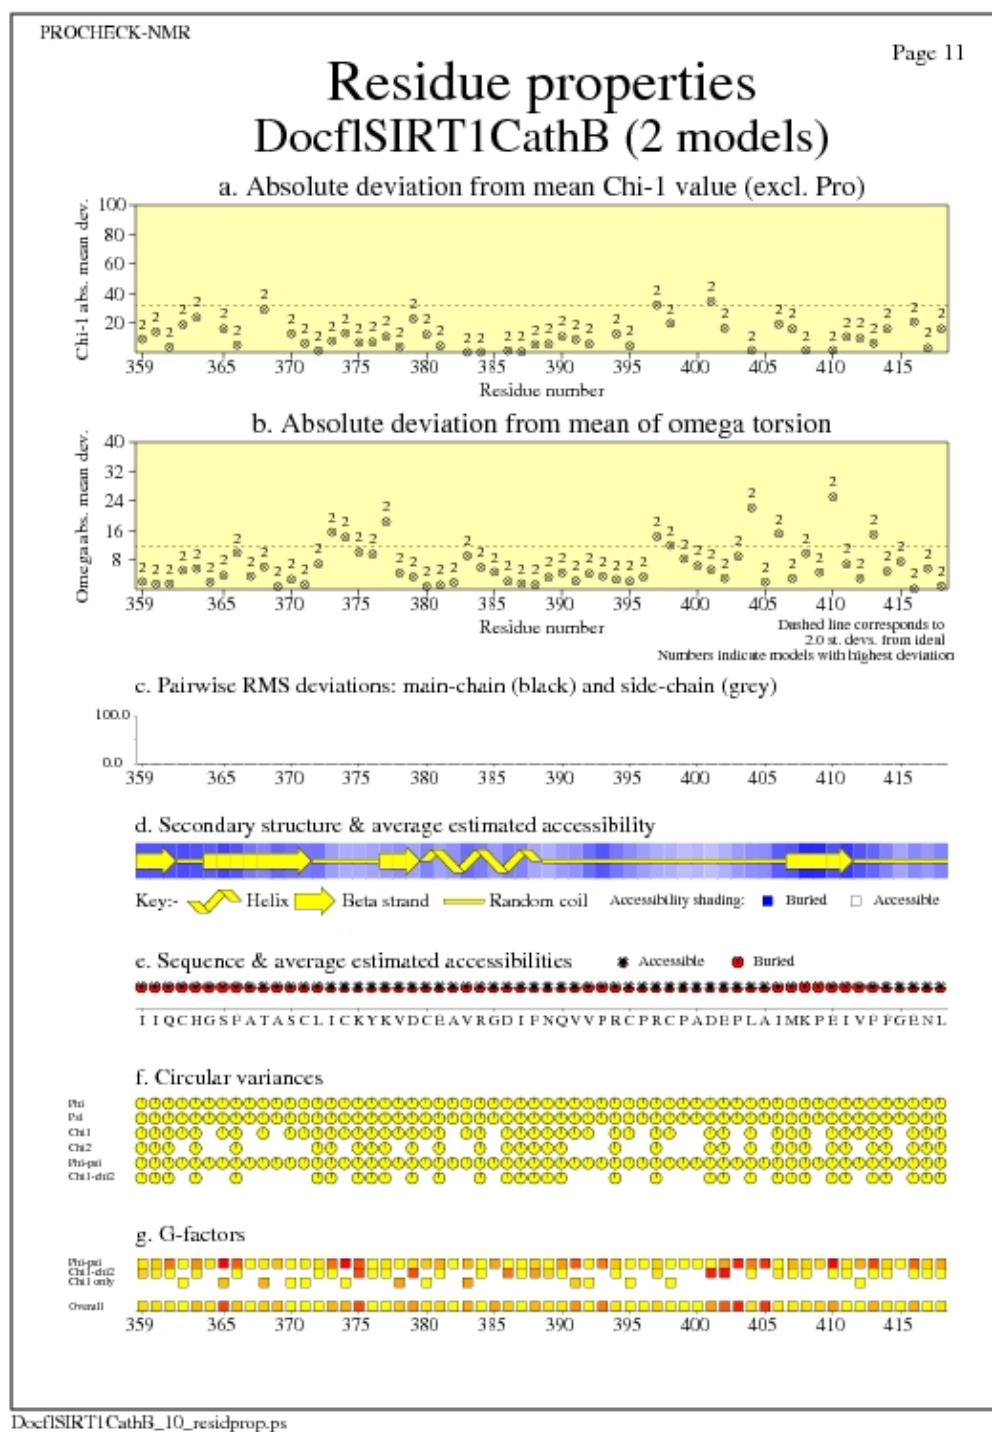 PROCHECK-NMR
Page 11
Residue properties
DocflSIRT1CathB (2 models)
a. Absolute deviation from mean Chi-1 value (excl. Pro)
Chi-1 abs. mean dev.
100
80
60
40
20
359 365 370 375 380 385 390 395 400 405 410 415
Residue number
b. Absolute deviation from mean of omega torsion
Omega abs. mean dev.
40
32
24
16
8
359 365 370 375 380 385 390 395 400 405 410 415
Residue number
Dashed line corresponds to
2.0 st. devs. from ideal
Numbers indicate models with highest deviation
c. Pairwise RMS deviations: main-chain (black) and side-chain (grey)
100.0
0.0
359 365 370 375 380 385 390 395 400 405 410 415
d. Secondary structure & average estimated accessibility
Key:- Helix Beta strand Random coil Accessibility shading: Buried Accessible
e. Sequence & average estimated accessibilities Accessible Buried
I I Q C H G S F A T A S C L I C K Y K V D C E A V R G D I F N Q V V P R C P R C P A D E P L A I M K P E I V F F G E N L
f. Circular variances
Phi
Psi
Chi1
Chi2
Phi-psi
Chi1-chi2
g. G-factors
Phi-psi
Chi1-chi2
Chi1 only
Overall
359 365 370 375 380 385 390 395 400 405 410 415
DocflSIRT1CathB_10_residprop.ps